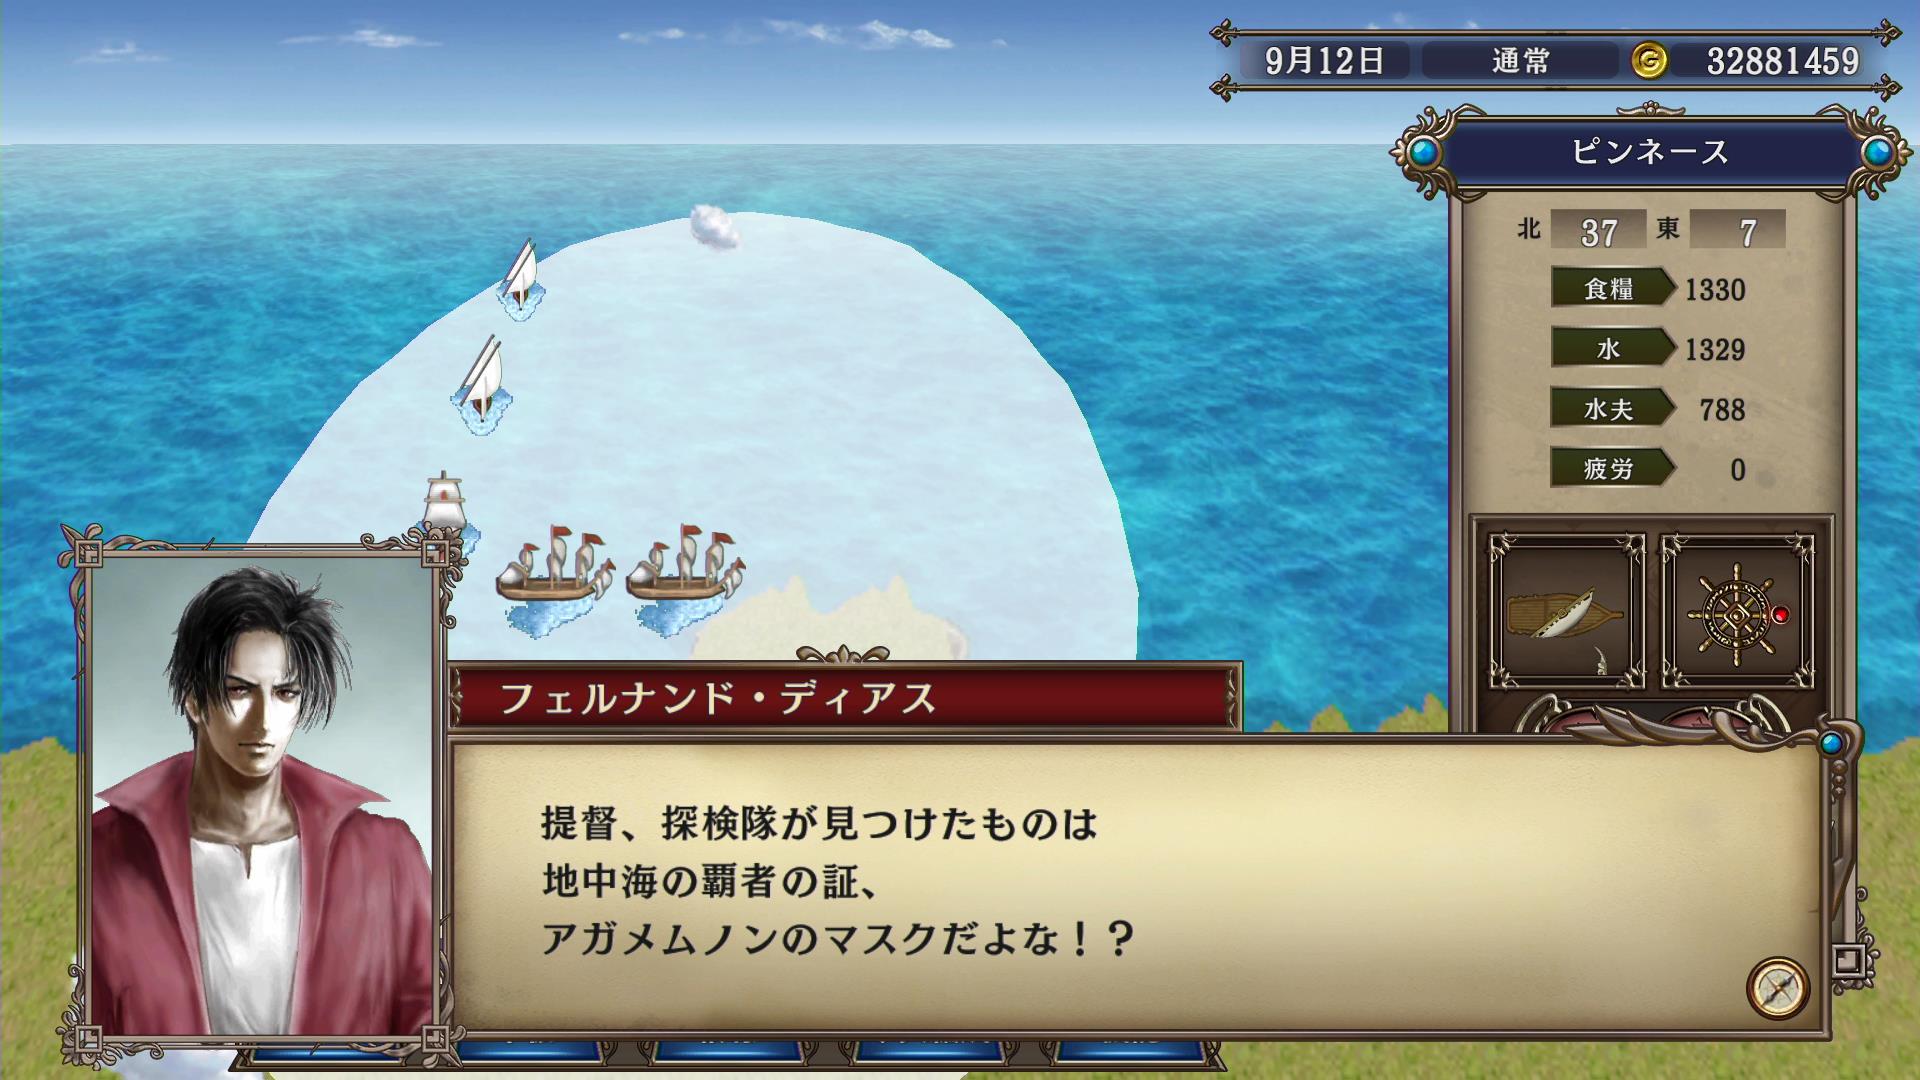 9月12日 通常 32881459
ピンネース
北 37 東 7
食糧 1330
水 1329
水夫 788
疲労 0
フェルナンド・ディアス
提督、探検隊が見つけたものは
地中海の覇者の証、
アガメムノンのマスクだよな！？